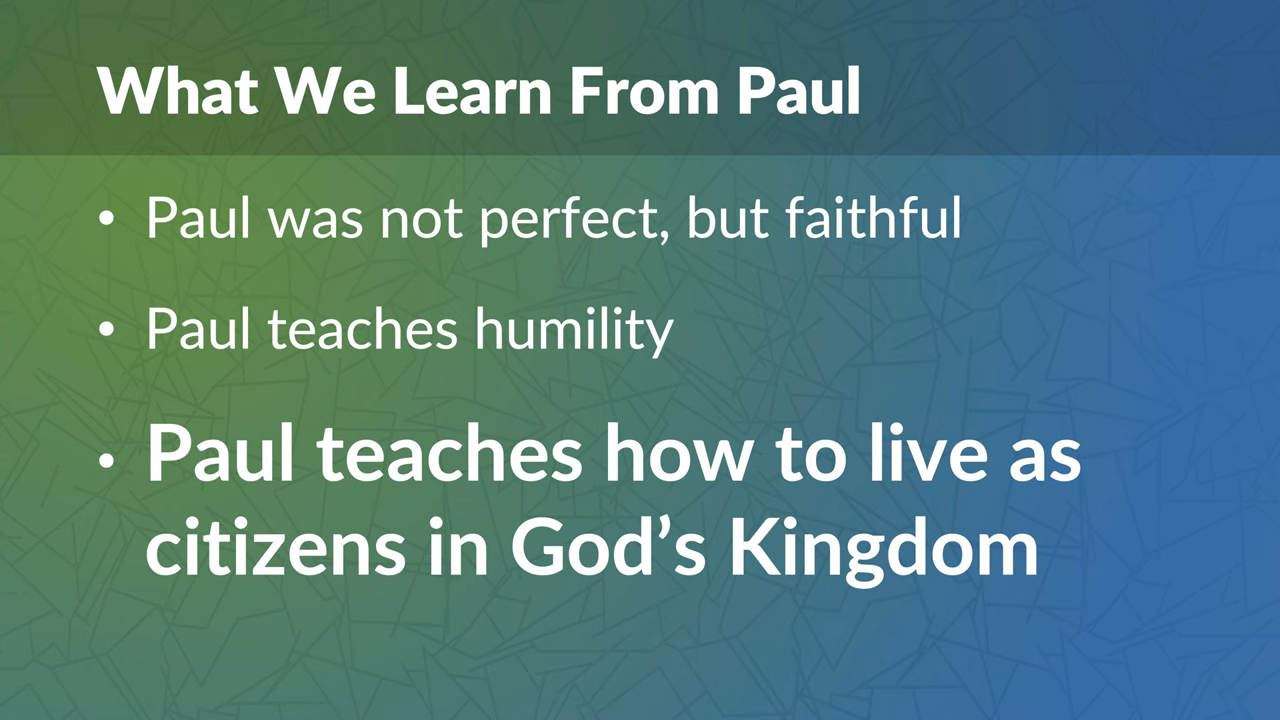 What We Learn From Paul
• Paul was not perfect, but faithful
• Paul teaches humility
• Paul teaches how to live as
citizens in God’s Kingdom